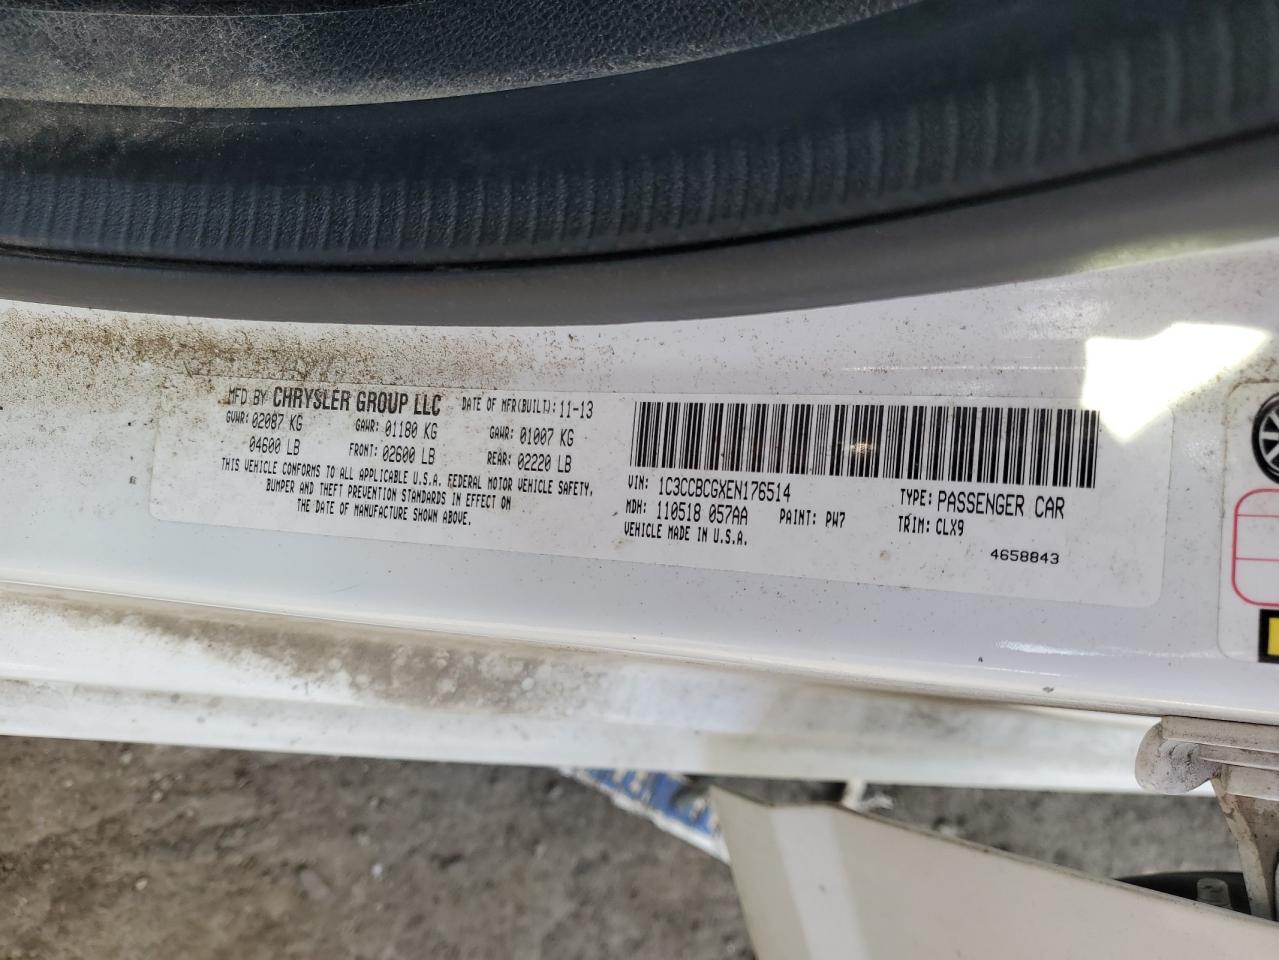 MFD BY CHRYSLER GROUP LLC DATE OF MFR(BUILT): 11-13
GVWR: 02087 KG GAWR: 01180 KG GAWR: 01007 KG
04600 LB FRONT: 02600 LB REAR: 02220 LB
THIS VEHICLE CONFORMS TO ALL APPLICABLE U.S.A. FEDERAL MOTOR VEHICLE SAFETY,
BUMPER AND THEFT PREVENTION STANDARDS IN EFFECT ON
THE DATE OF MANUFACTURE SHOWN ABOVE.
VIN: 1C3CCBCGXEN176514 TYPE: PASSENGER CAR
MDH: 110518 057AA PAINT: PW7 TRIM: CLX9
VEHICLE MADE IN U.S.A.
4658843